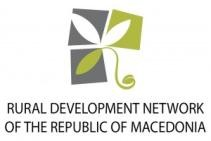 RURAL DEVELOPMENT NETWORK
OF THE REPUBLIC OF MACEDONIA